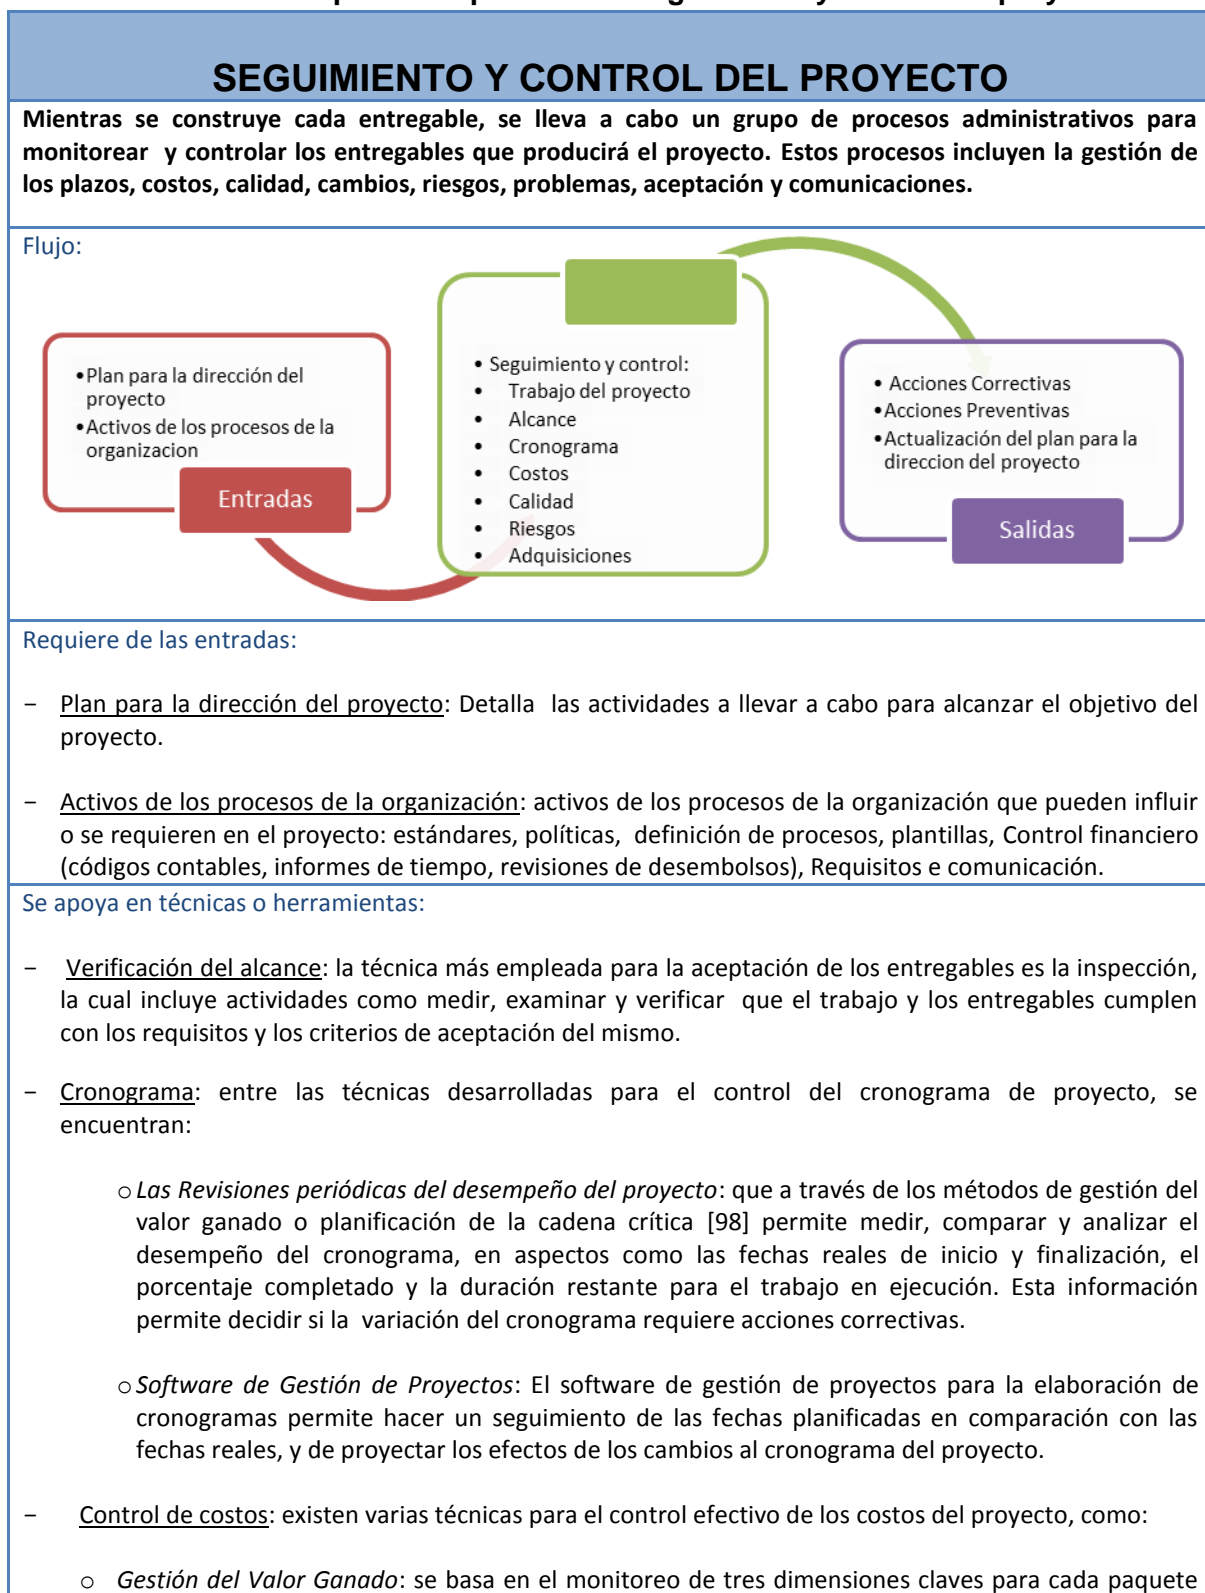 SEGUIMIENTO Y CONTROL DEL PROYECTO
Mientras se construye cada entregable, se lleva a cabo un grupo de procesos administrativos para
monitorear y controlar los entregables que producirá el proyecto. Estos procesos incluyen la gestión de
los plazos, costos, calidad, cambios, riesgos, problemas, aceptación y comunicaciones.
Flujo:
•Plan para la dirección del
proyecto
•Activos de los procesos de la
organizacion
Entradas
• Seguimiento y control:
• Trabajo del proyecto
• Alcance
• Cronograma
• Costos
• Calidad
• Riesgos
• Adquisiciones
• Acciones Correctivas
•Acciones Preventivas
•Actualización del plan para la
direccion del proyecto
Salidas
Requiere de las entradas:
- Plan para la dirección del proyecto: Detalla las actividades a llevar a cabo para alcanzar el objetivo del
proyecto.
- Activos de los procesos de la organización: activos de los procesos de la organización que pueden influir
o se requieren en el proyecto: estándares, políticas, definición de procesos, plantillas, Control financiero
(códigos contables, informes de tiempo, revisiones de desembolsos), Requisitos e comunicación.
Se apoya en técnicas o herramientas:
- Verificación del alcance: la técnica más empleada para la aceptación de los entregables es la inspección,
la cual incluye actividades como medir, examinar y verificar que el trabajo y los entregables cumplen
con los requisitos y los criterios de aceptación del mismo.
- Cronograma: entre las técnicas desarrolladas para el control del cronograma de proyecto, se
encuentran:
o Las Revisiones periódicas del desempeño del proyecto: que a través de los métodos de gestión del
valor ganado o planificación de la cadena crítica [98] permite medir, comparar y analizar el
desempeño del cronograma, en aspectos como las fechas reales de inicio y finalización, el
porcentaje completado y la duración restante para el trabajo en ejecución. Esta información
permite decidir si la variación del cronograma requiere acciones correctivas.
o Software de Gestión de Proyectos: El software de gestión de proyectos para la elaboración de
cronogramas permite hacer un seguimiento de las fechas planificadas en comparación con las
fechas reales, y de proyectar los efectos de los cambios al cronograma del proyecto.
- Control de costos: existen varias técnicas para el control efectivo de los costos del proyecto, como:
o Gestión del Valor Ganado: se basa en el monitoreo de tres dimensiones claves para cada paquete